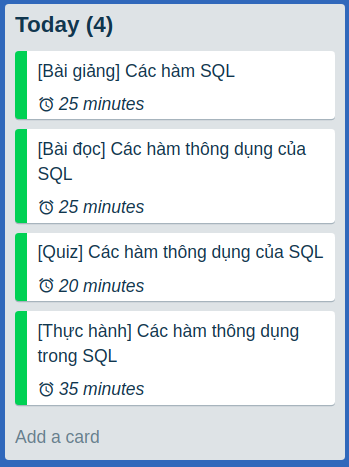 Today (4)
[Bài giảng] Các hàm SQL
25 minutes
[Bài đọc] Các hàm thông dụng của
SQL
25 minutes
[Quiz] Các hàm thông dụng của SQL
20 minutes
[Thực hành] Các hàm thông dụng
trong SQL
35 minutes
Add a card